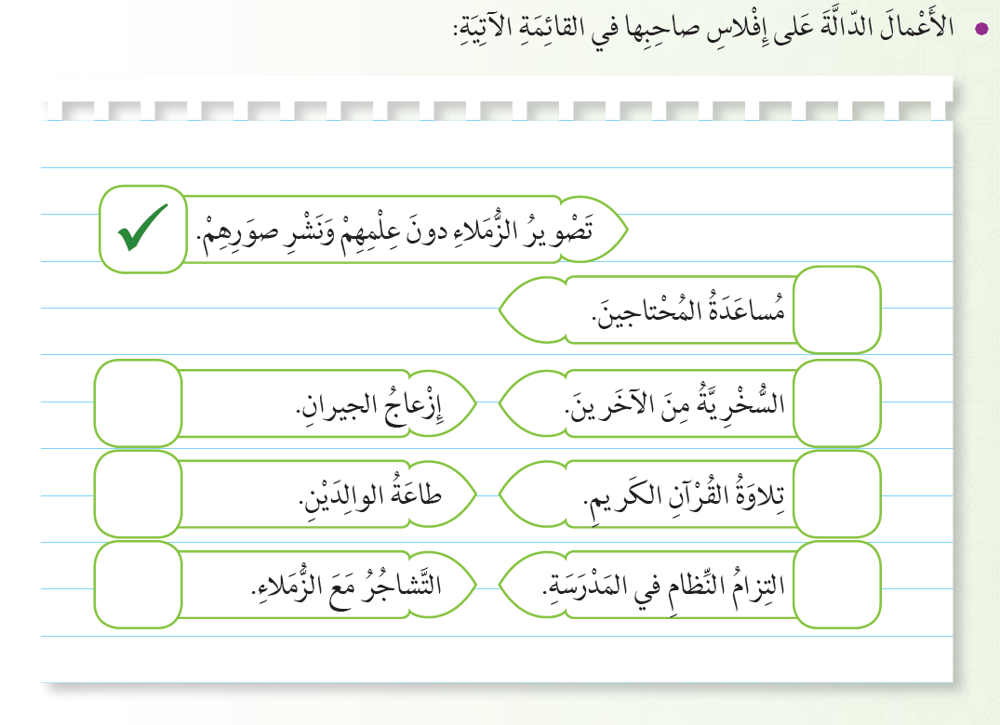 • الأَعْمالَ الدّالَّةَ عَلى إِفْلاسِ صاحِبِها في القائِمَةِ الآتِيَةِ:
تَصْويرُ الزُّمَلاءِ دونَ عِلْمِهِمْ وَنَشْرِ صوَرِهِمْ. ✓
مُساعَدَةُ المُحْتاجينَ.
السُّخْرِيَّةُ مِنَ الآخَرينَ. إِزْعاجُ الجيرانِ.
تِلاوَةُ القُرْآنِ الكَريمِ. طاعَةُ الوالِدَيْنِ.
التِزامُ النِّظامِ في المَدْرَسَةِ. التَّشاجُرُ مَعَ الزُّمَلاءِ.